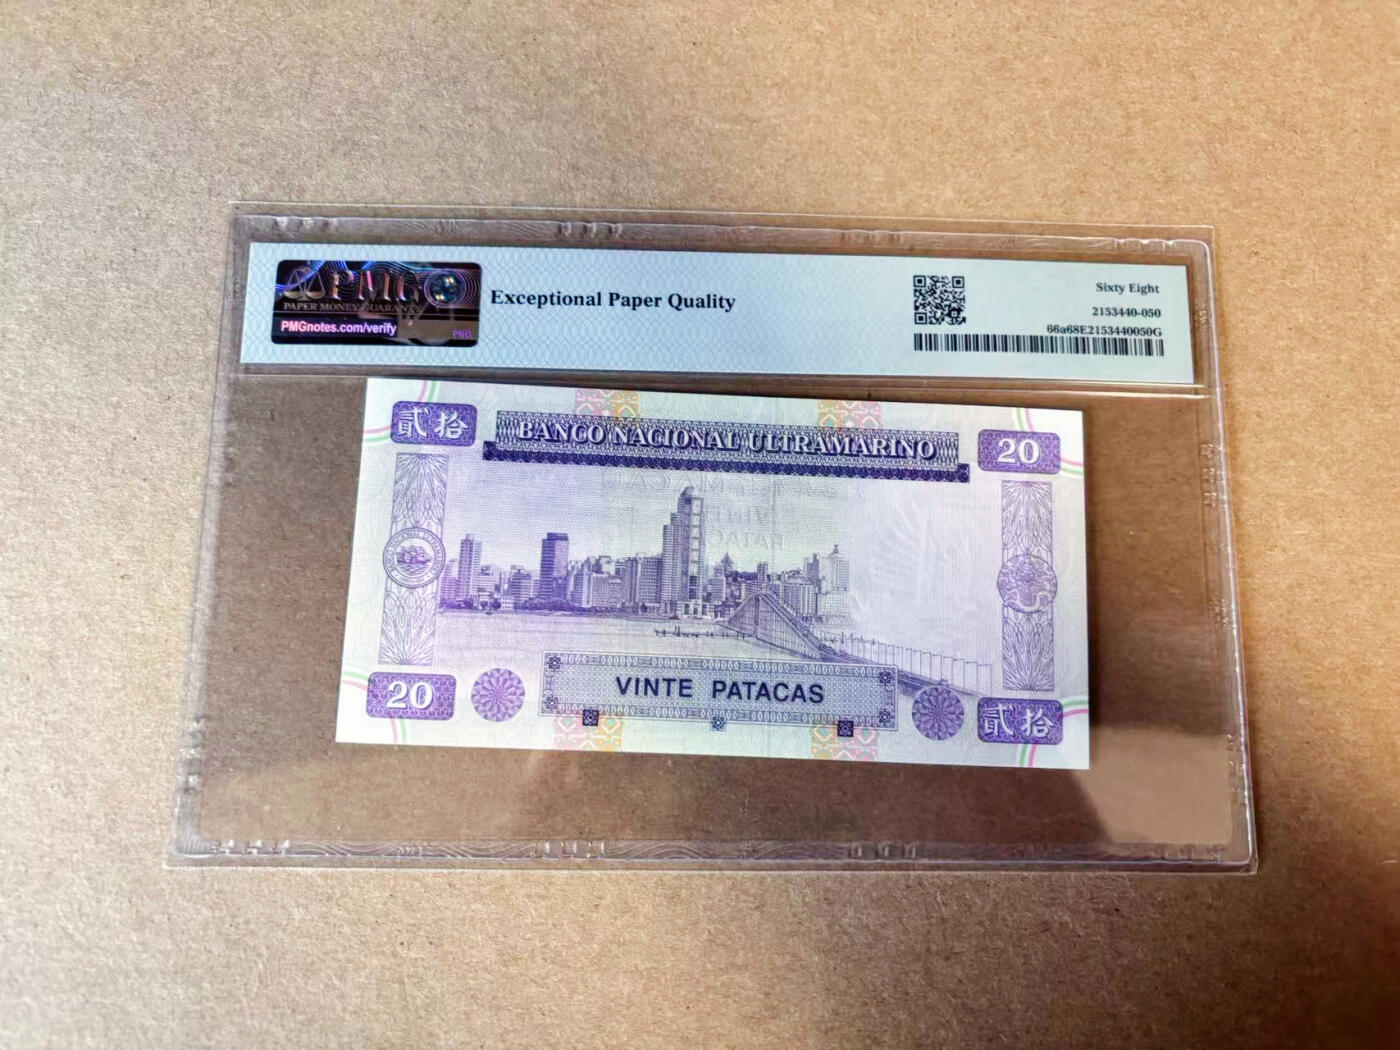 PMG
PAPER MONEY GUARANTY
PMGnotes.com/verify
PNG
Exceptional Paper Quality
Sixty Eight
2153440-050
66a68E2153440050G
貳拾
BANCO NACIONAL ULTRAMARINO
20
20
VINTE PATACAS
貳拾